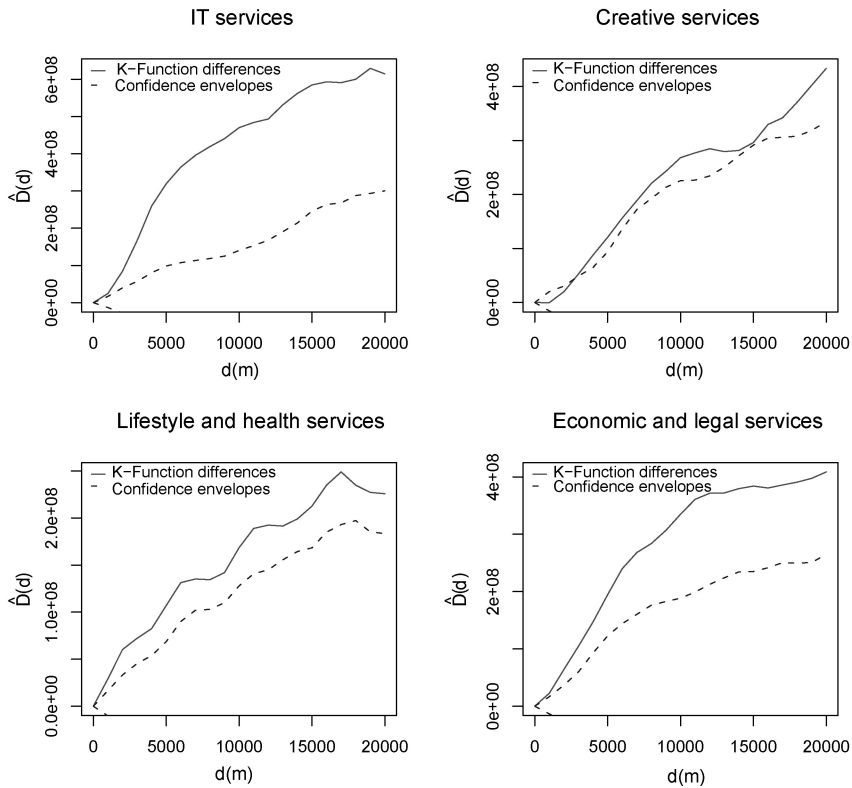 IT services
K−Function differences
Confidence envelopes
0e+00 2e+08 4e+08 6e+08
D̂(d)
0 5000 10000 15000 20000
d(m)
Creative services
K−Function differences
Confidence envelopes
0e+00 2e+08 4e+08
D̂(d)
0 5000 10000 15000 20000
d(m)
Lifestyle and health services
K−Function differences
Confidence envelopes
0.0e+00 1.0e+08 2.0e+08
D̂(d)
0 5000 10000 15000 20000
d(m)
Economic and legal services
K−Function differences
Confidence envelopes
0e+00 2e+08 4e+08
D̂(d)
0 5000 10000 15000 20000
d(m)